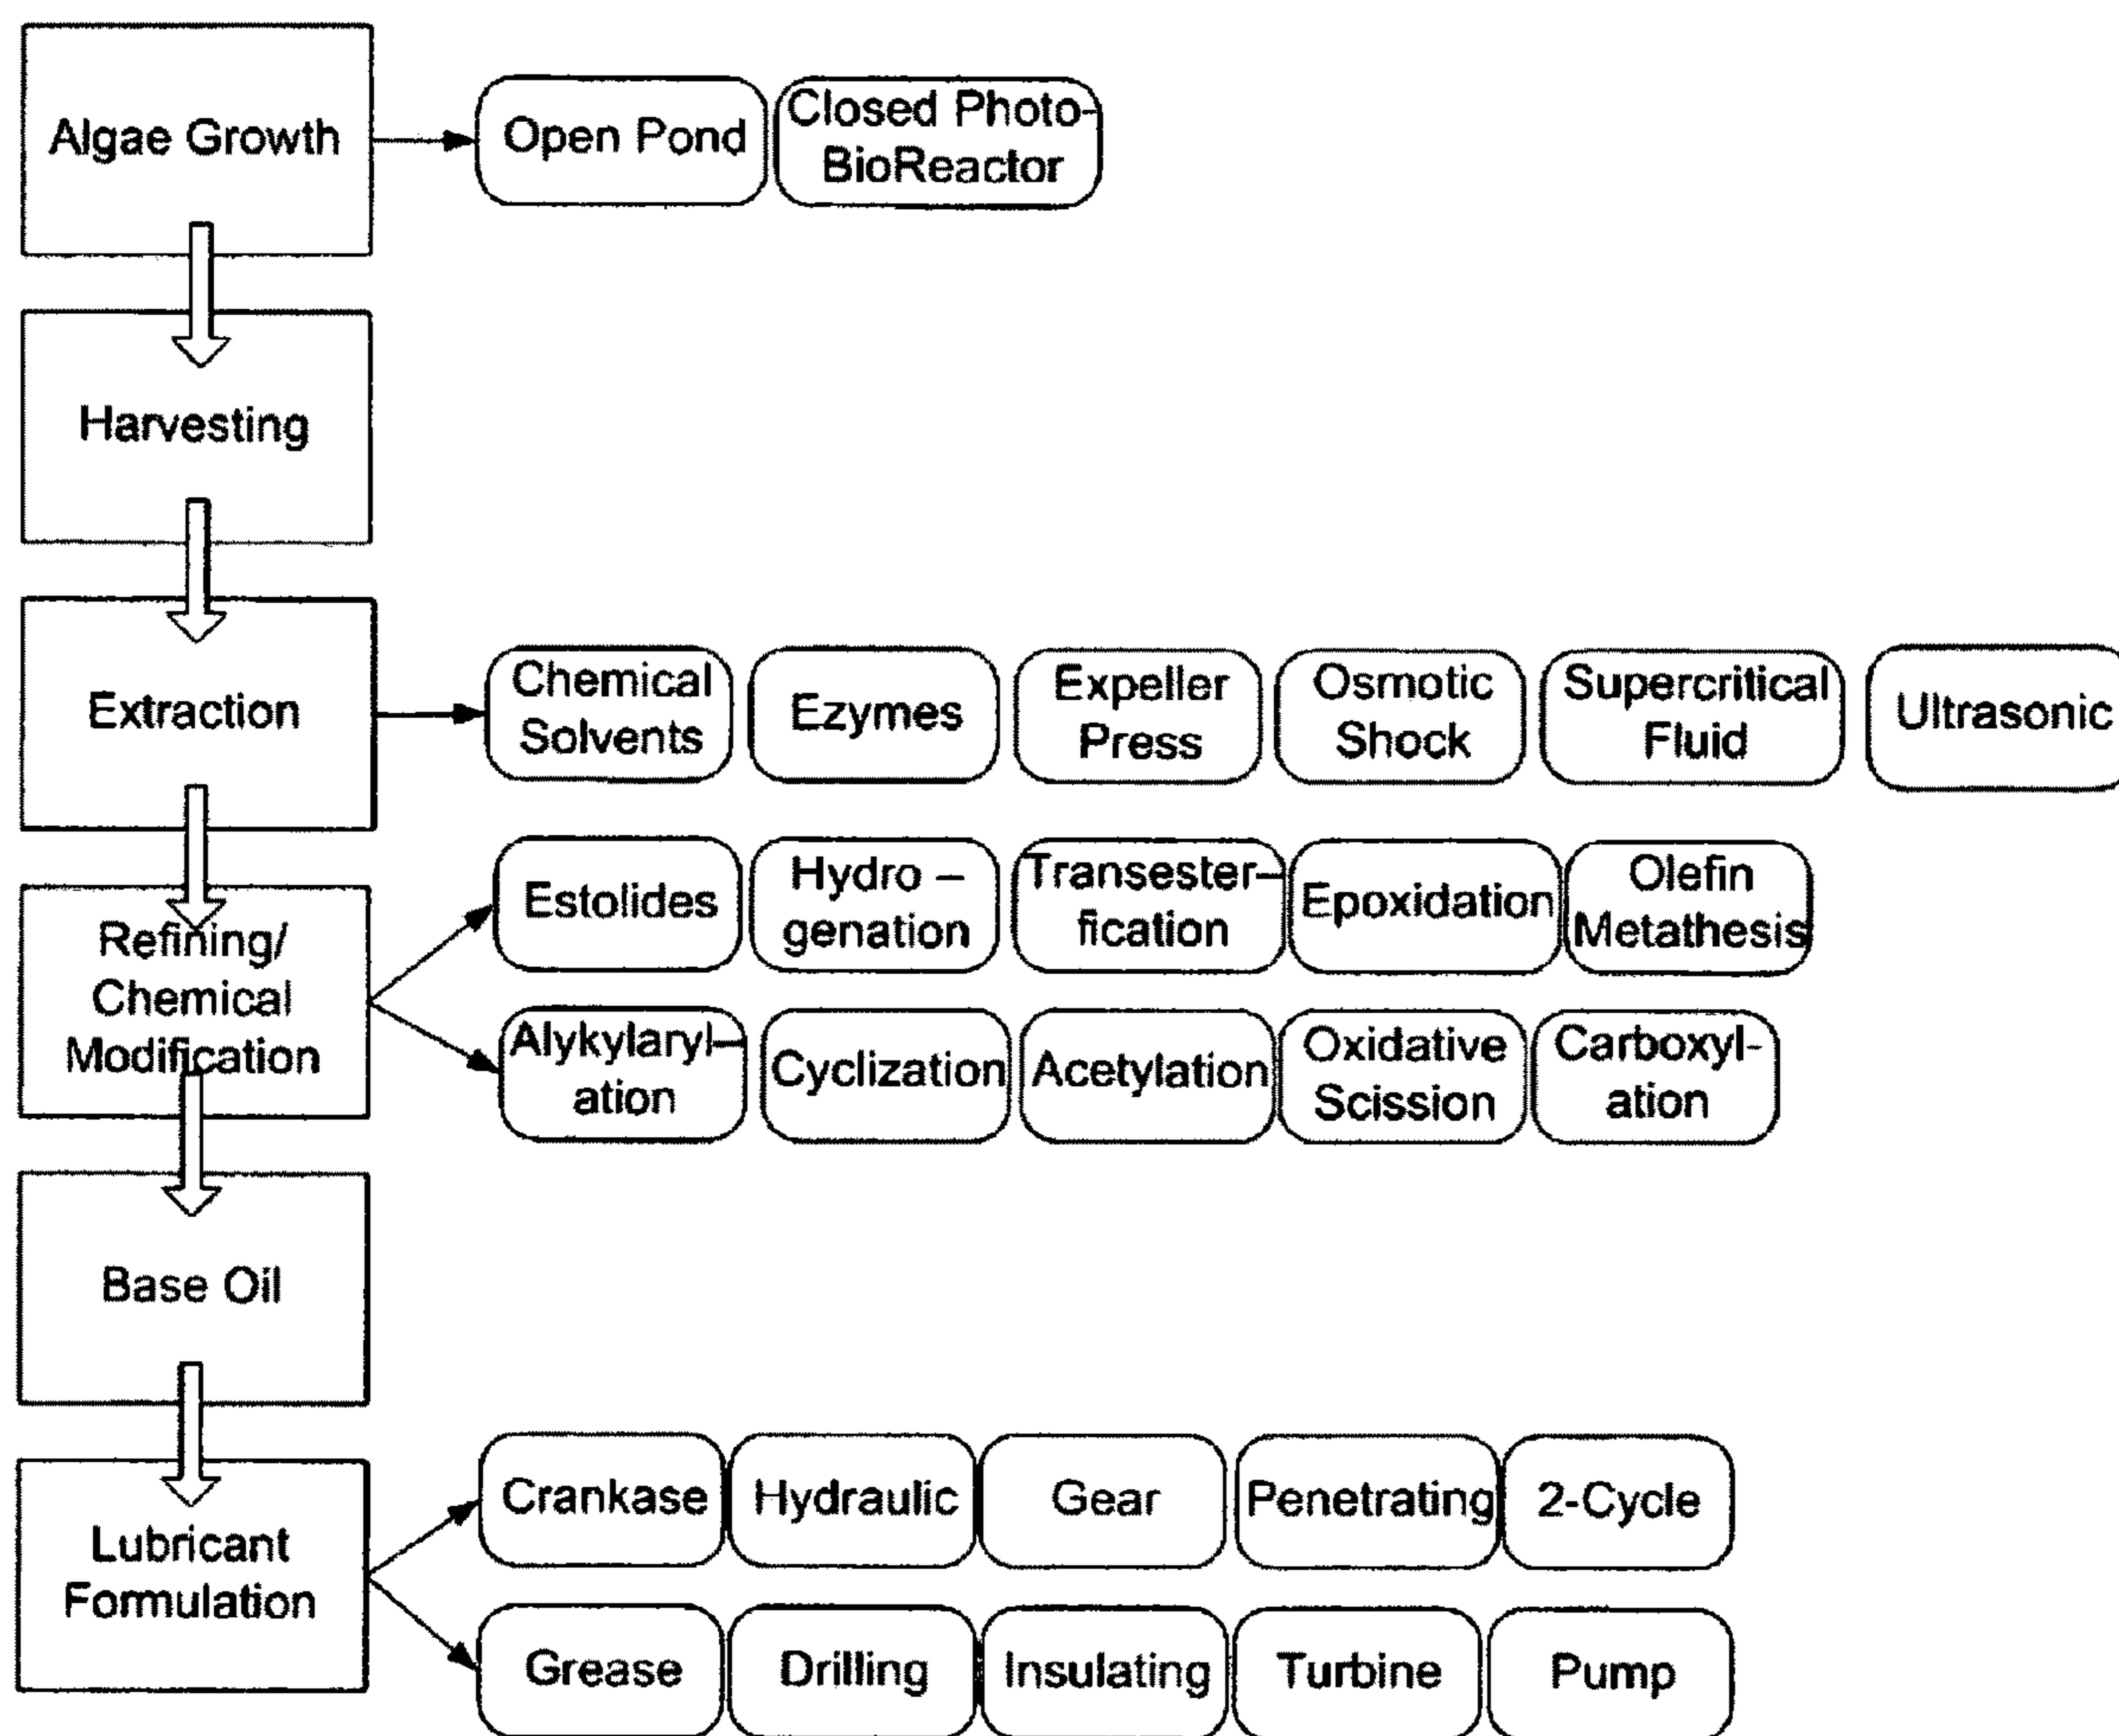 Algae Growth
Open Pond
Closed Photo-
BioReactor
Harvesting
Extraction
Chemical
Solvents
Ezymes
Expeller
Press
Osmotic
Shock
Supercritical
Fluid
Ultrasonic
Refining/
Chemical
Modification
Estolides
Hydro –
genation
Transester–
fication
Epoxidation
Olefin
Metathesis
Alykylaryl–
ation
Cyclization
Acetylation
Oxidative
Scission
Carboxyl-
ation
Base Oil
Lubricant
Formulation
Crankase
Hydraulic
Gear
Penetrating
2-Cycle
Grease
Drilling
Insulating
Turbine
Pump